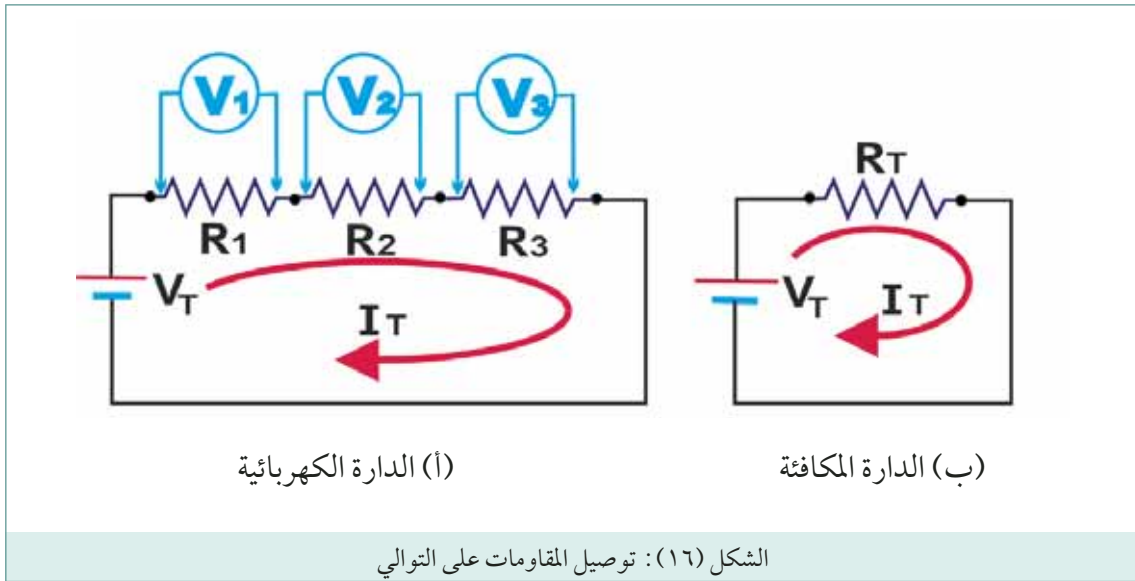 V1 V2 V3
R1 R2 R3
VT
IT
RT
VT
IT
(أ) الدارة الكهربائية
(ب) الدارة المكافئة
الشكل (١٦): توصيل المقاومات على التوالي